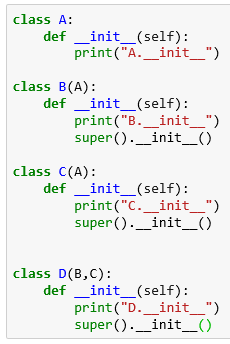 class A:
    def __init__(self):
        print("A.__init__")
class B(A):
    def __init__(self):
        print("B.__init__")
        super().__init__()
class C(A):
    def __init__(self):
        print("C.__init__")
        super().__init__()
class D(B,C):
    def __init__(self):
        print("D.__init__")
        super().__init__()